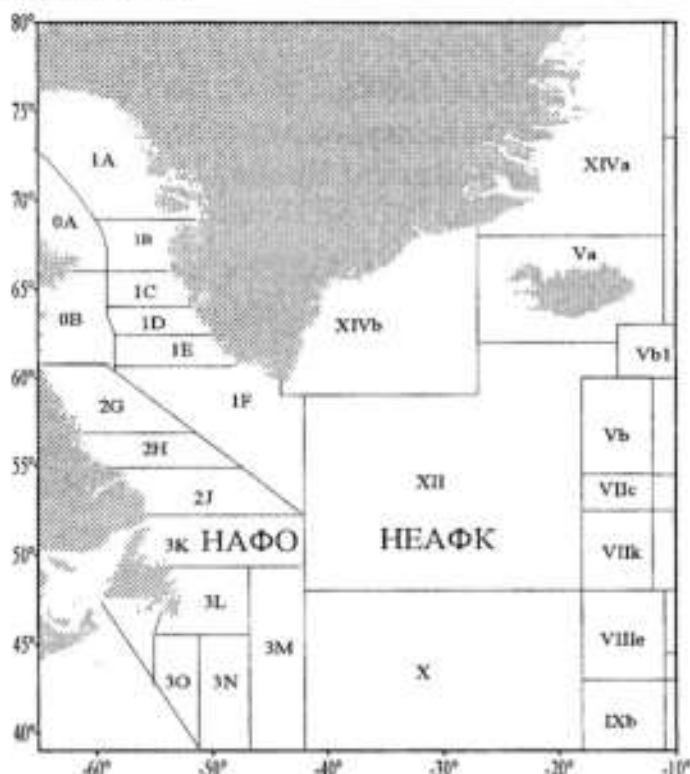 80°
75°
70°
65°
60°
55°
50°
45°
40°
1A
XIVa
0A
1B
Va
1C
0B
1D
XIVb
1E
Vb1
2G
1F
Vb
2H
XII
VIIc
2J
3K
НАФО
НЕАФК
VIIk
3L
3M
VIIIe
3O
3N
X
IXb
-60°
-50°
-40°
-30°
-20°
-10°